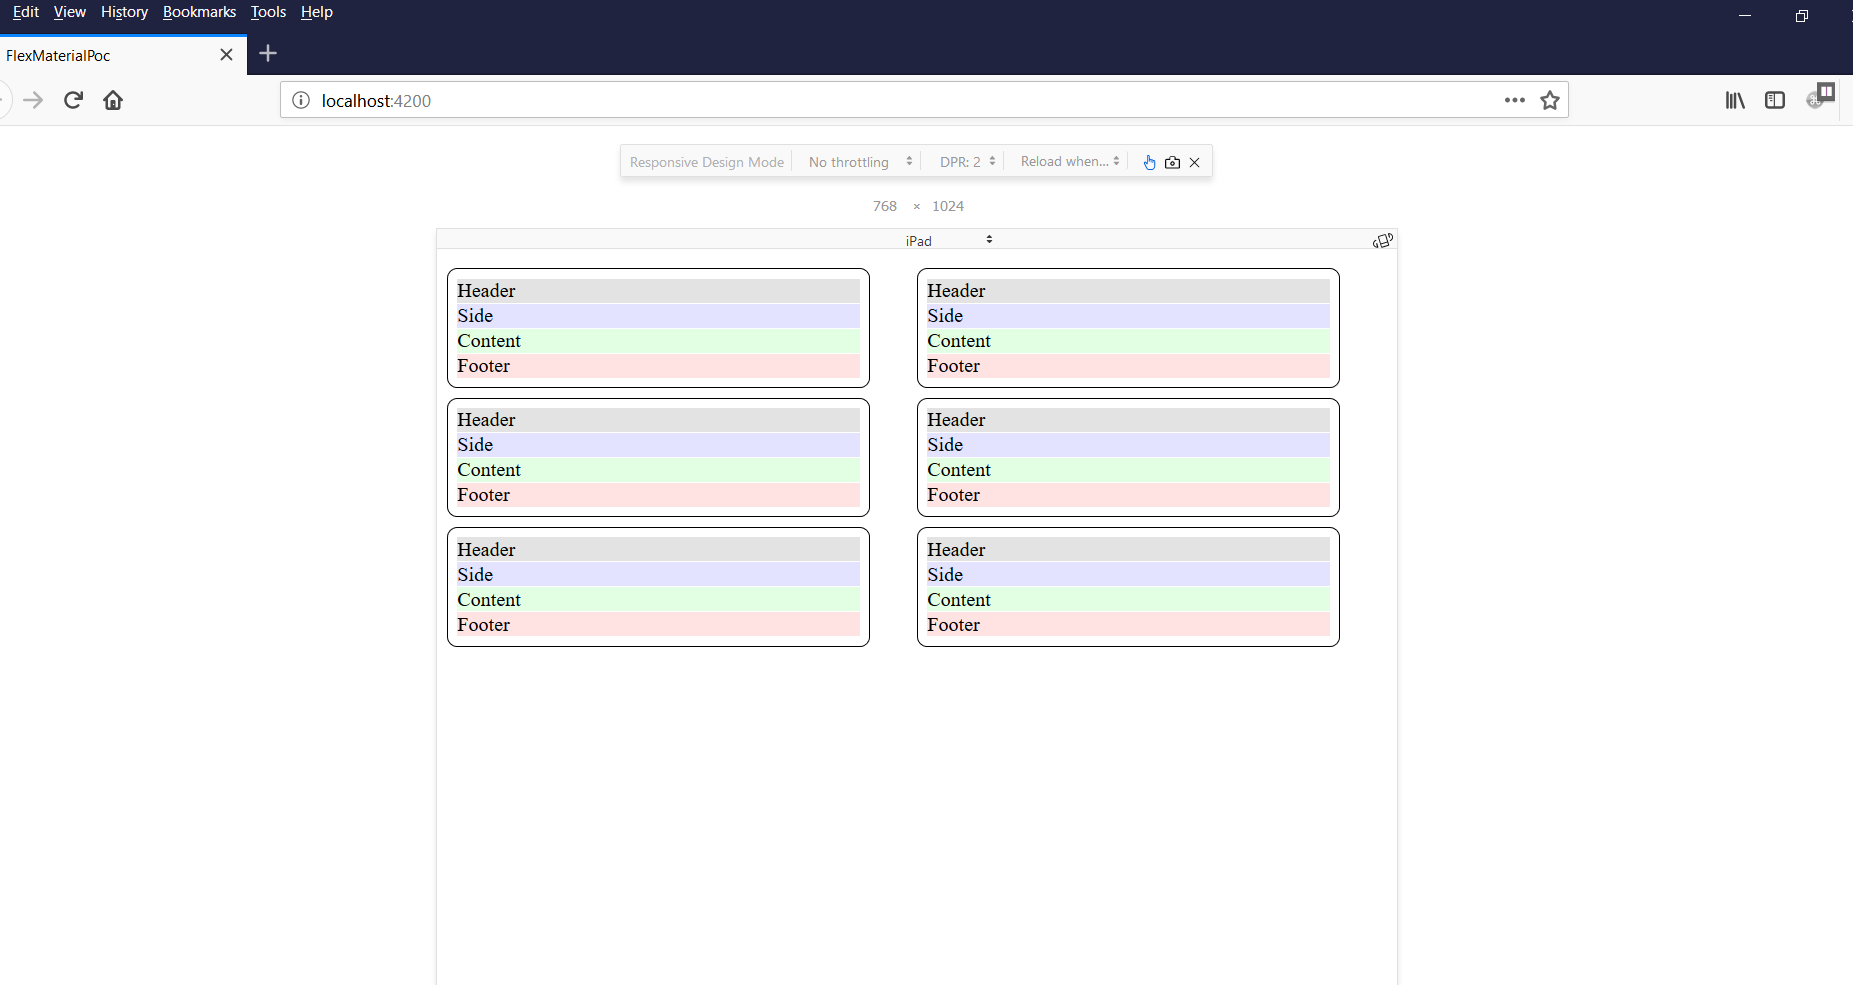 Edit View History Bookmarks Tools Help
FlexMaterialPoc
localhost:4200
Responsive Design Mode No throttling DPR: 2 Reload when...
768 × 1024
iPad
Header Header
Side Side
Content Content
Footer Footer
Header Header
Side Side
Content Content
Footer Footer
Header Header
Side Side
Content Content
Footer Footer